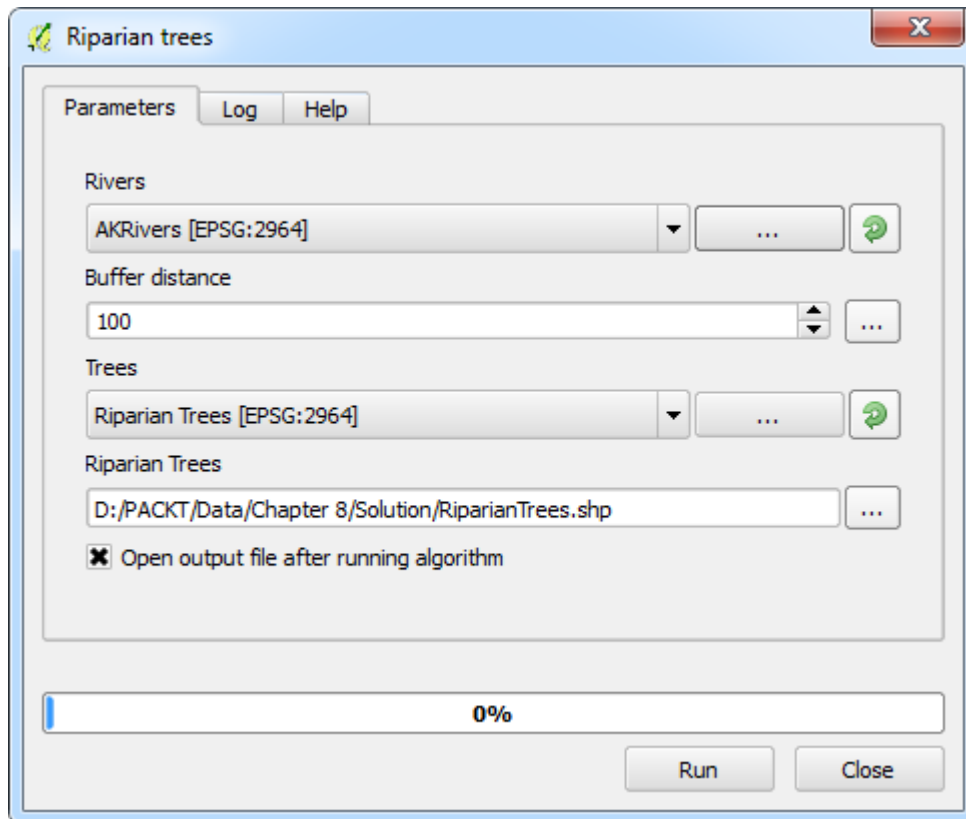 Riparian trees
Parameters Log Help
Rivers
AKRivers [EPSG:2964] ...
Buffer distance
100 ...
Trees
Riparian Trees [EPSG:2964] ...
Riparian Trees
D:/PACKT/Data/Chapter 8/Solution/RiparianTrees.shp ...
Open output file after running algorithm
0%
Run Close